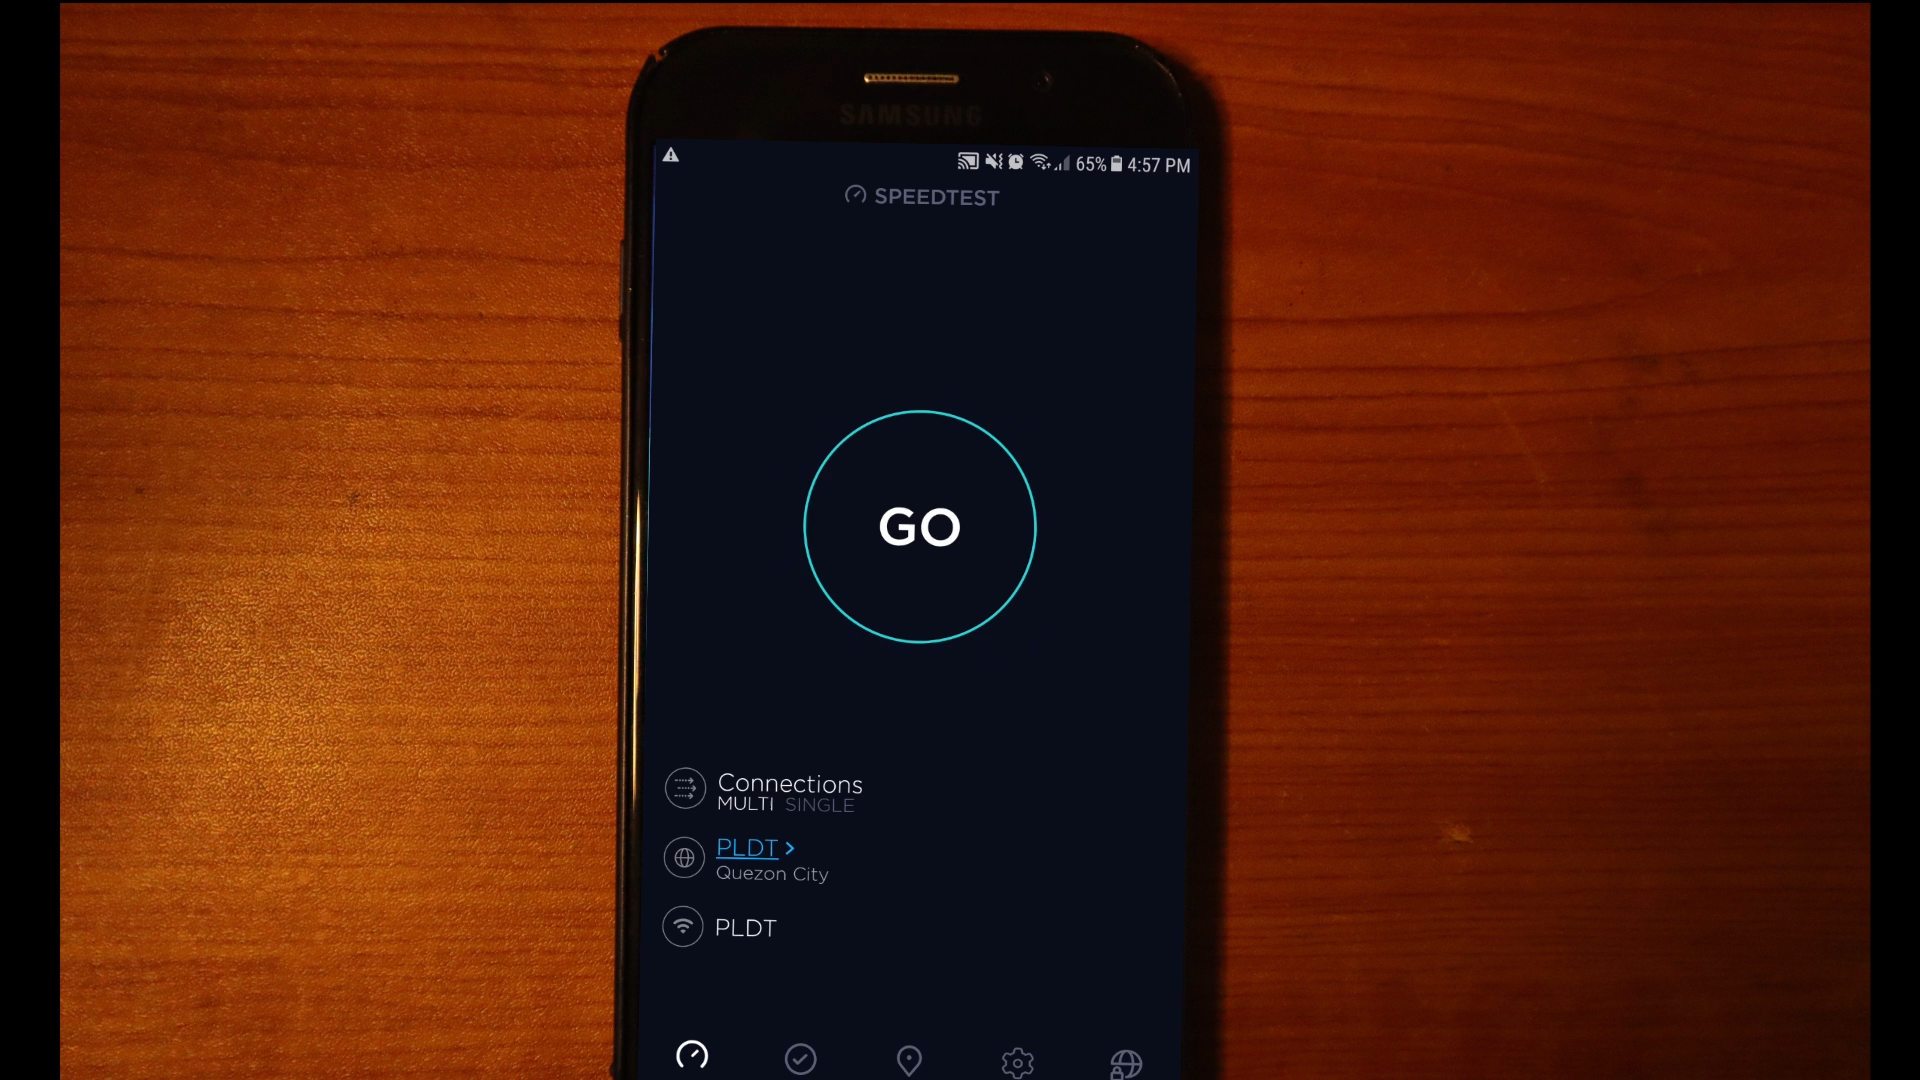 SAMSUNG
65% 4:57 PM
SPEEDTEST
GO
Connections
MULTI SINGLE
PLDT >
Quezon City
PLDT